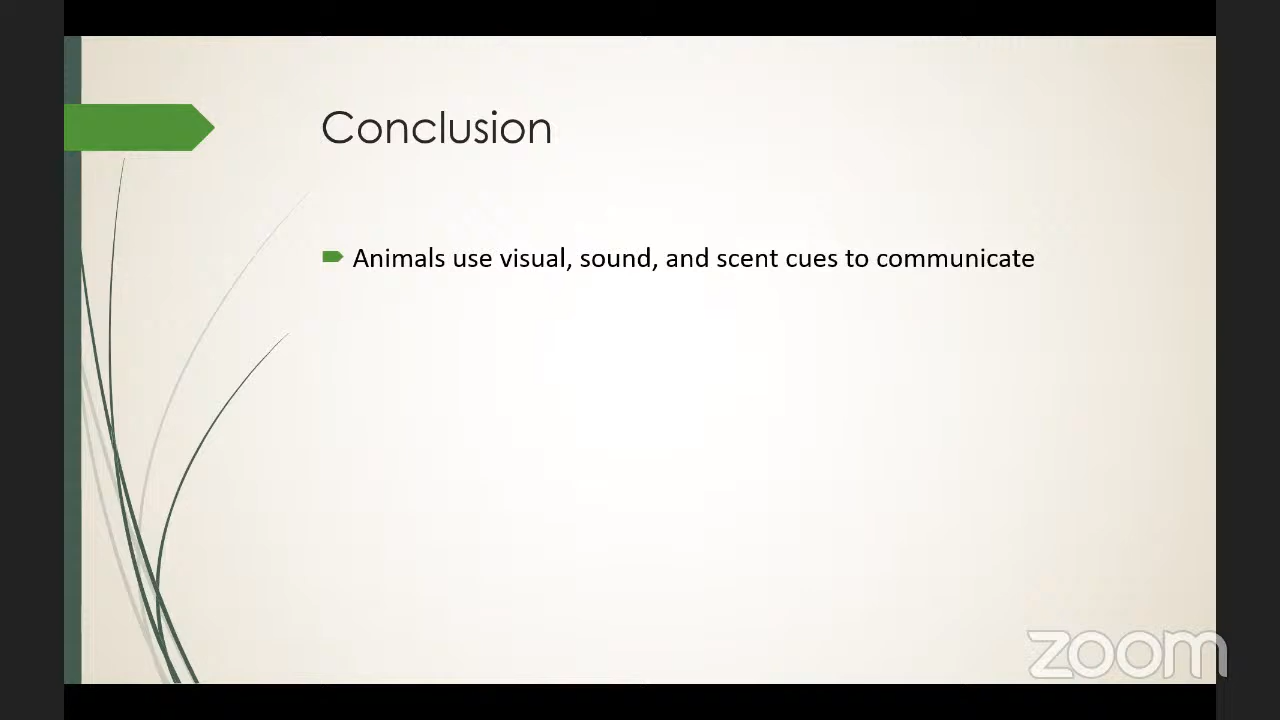 Conclusion
Animals use visual, sound, and scent cues to communicate
zoom